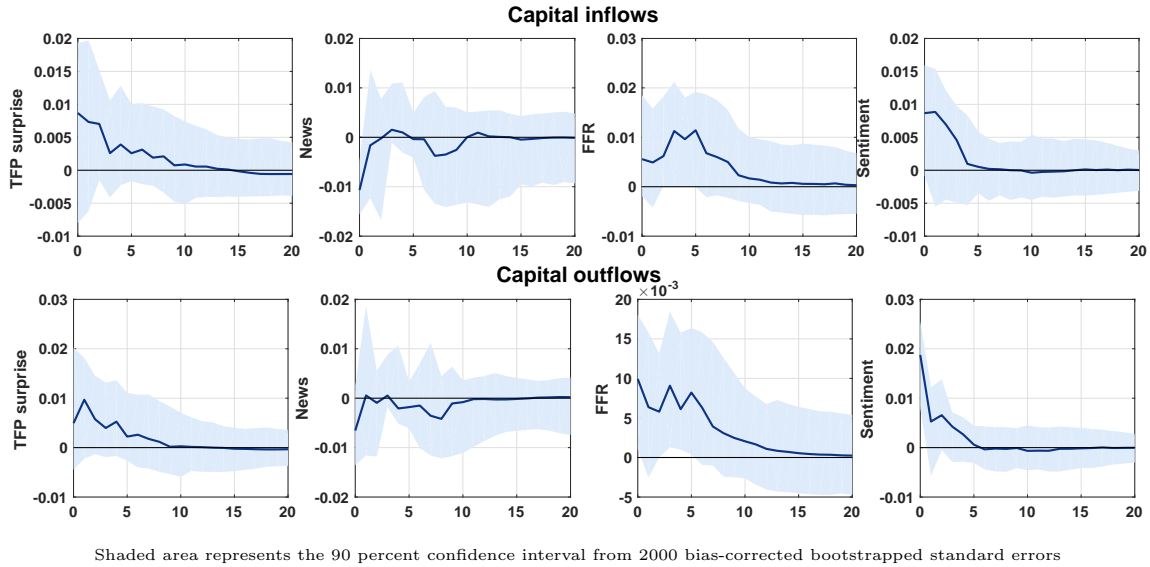 Capital inflows
TFP surprise
0.02
0.015
0.01
0.005
0
-0.005
-0.01
0 5 10 15 20
News
0.02
0.01
0
-0.01
-0.02
0 5 10 15 20
FFR
0.03
0.02
0.01
0
-0.01
0 5 10 15 20
Sentiment
0.02
0.015
0.01
0.005
0
-0.005
-0.01
0 5 10 15 20
Capital outflows
TFP surprise
0.03
0.02
0.01
0
-0.01
0 5 10 15 20
News
0.02
0.01
0
-0.01
-0.02
0 5 10 15 20
FFR
×10-3
20
15
10
5
0
-5
0 5 10 15 20
Sentiment
0.03
0.02
0.01
0
-0.01
0 5 10 15 20
Shaded area represents the 90 percent confidence interval from 2000 bias-corrected bootstrapped standard errors